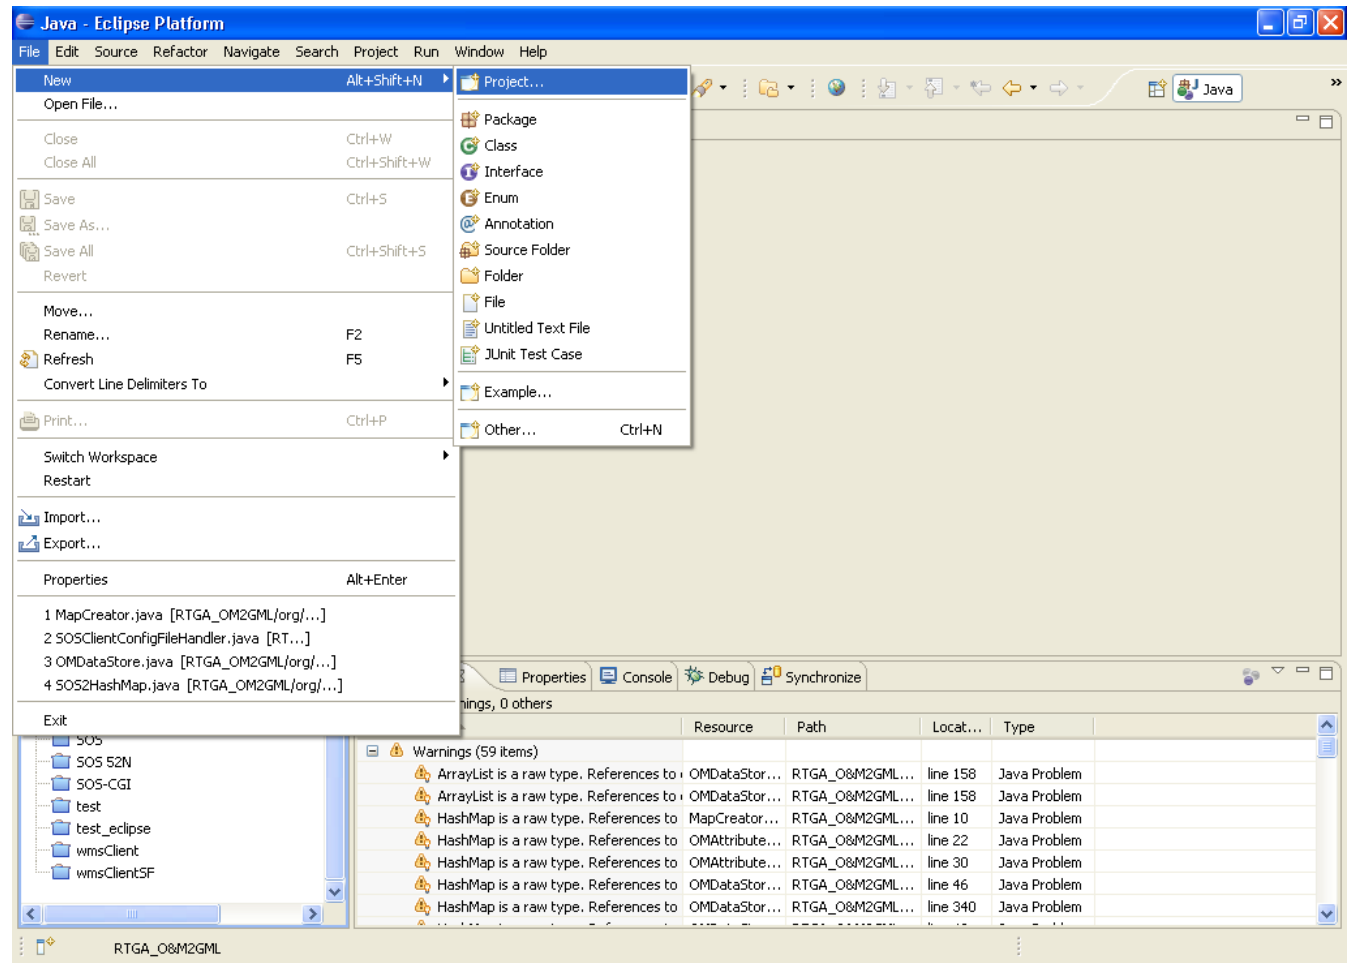 Java - Eclipse Platform
File Edit Source Refactor Navigate Search Project Run Window Help
New Alt+Shift+N
Open File...
Close Ctrl+W
Close All Ctrl+Shift+W
Save Ctrl+S
Save As...
Save All Ctrl+Shift+S
Revert
Move...
Rename... F2
Refresh F5
Convert Line Delimiters To
Print... Ctrl+P
Switch Workspace
Restart
Import...
Export...
Properties Alt+Enter
1 MapCreator.java [RTGA_OM2GML/org/...]
2 SOSClientConfigFileHandler.java [RT...]
3 OMDataStore.java [RTGA_OM2GML/org/...]
4 SOS2HashMap.java [RTGA_OM2GML/org/...]
Exit
Project...
Package
Class
Interface
Enum
Annotation
Source Folder
Folder
File
Untitled Text File
JUnit Test Case
Example...
Other... Ctrl+N
Java »
SOS
SOS 52N
SOS-CGI
test
test_eclipse
wmsClient
wmsClientSF
Properties Console Debug Synchronize
nings, 0 others
Resource Path Locat... Type
Warnings (59 items)
ArrayList is a raw type. References to OMDataStor... RTGA_O&M2GML... line 158 Java Problem
ArrayList is a raw type. References to OMDataStor... RTGA_O&M2GML... line 158 Java Problem
HashMap is a raw type. References to MapCreator... RTGA_O&M2GML... line 10 Java Problem
HashMap is a raw type. References to OMAttribute... RTGA_O&M2GML... line 22 Java Problem
HashMap is a raw type. References to OMAttribute... RTGA_O&M2GML... line 30 Java Problem
HashMap is a raw type. References to OMDataStor... RTGA_O&M2GML... line 46 Java Problem
HashMap is a raw type. References to OMDataStor... RTGA_O&M2GML... line 340 Java Problem
RTGA_O&M2GML